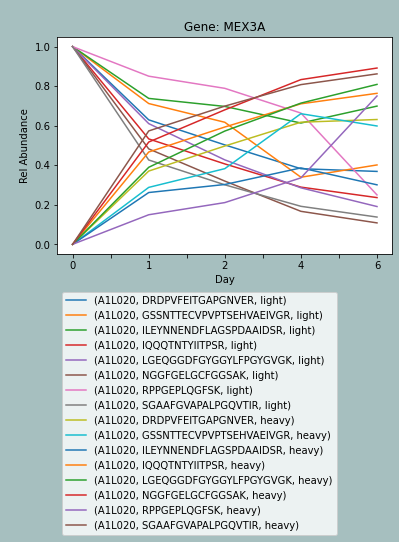 Gene: MEX3A
1.0
0.8
0.6
0.4
0.2
0.0
Rel Abundance
0 1 2 4 6
Day
(A1L020, DRDPVFEITGAPGNVER, light)
(A1L020, GSSNTTECVPVPTSEHVAEIVGR, light)
(A1L020, ILEYNNENDFLAGSPDAAIDSR, light)
(A1L020, IQQQTNTYIITPSR, light)
(A1L020, LGEQGGDFGYGGYLFPGYGVGK, light)
(A1L020, NGGFGELGCFGGSAK, light)
(A1L020, RPPGEPLQGFSK, light)
(A1L020, SGAAFGVAPALPGQVTIR, light)
(A1L020, DRDPVFEITGAPGNVER, heavy)
(A1L020, GSSNTTECVPVPTSEHVAEIVGR, heavy)
(A1L020, ILEYNNENDFLAGSPDAAIDSR, heavy)
(A1L020, IQQQTNTYIITPSR, heavy)
(A1L020, LGEQGGDFGYGGYLFPGYGVGK, heavy)
(A1L020, NGGFGELGCFGGSAK, heavy)
(A1L020, RPPGEPLQGFSK, heavy)
(A1L020, SGAAFGVAPALPGQVTIR, heavy)